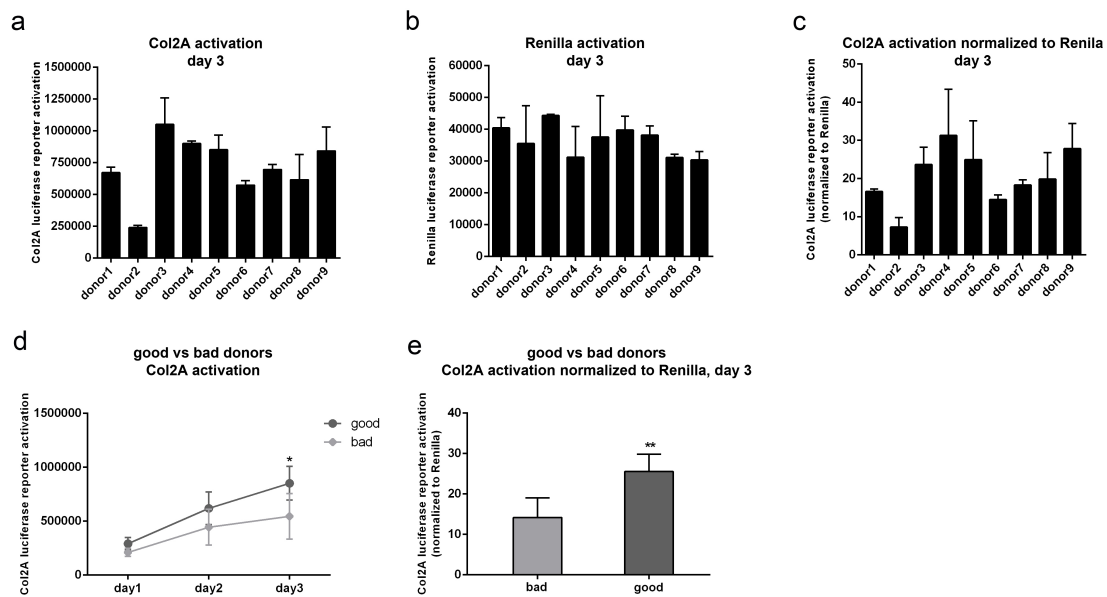 a
Col2A activation
day 3
Col2A luciferase reporter activation
1500000
1250000
1000000
750000
500000
250000
0
donor1
donor2
donor3
donor4
donor5
donor6
donor7
donor8
donor9
b
Renilla activation
day 3
Renilla luciferase reporter activation
60000
50000
40000
30000
20000
10000
0
donor1
donor2
donor3
donor4
donor5
donor6
donor7
donor8
donor9
c
Col2A activation normalized to Renila
day 3
Col2A luciferase reporter activation
(normalized to Renilla)
50
40
30
20
10
0
donor1
donor2
donor3
donor4
donor5
donor6
donor7
donor8
donor9
d
good vs bad donors
Col2A activation
Col2A luciferase reporter activation
1500000
1000000
500000
0
day1
day2
day3
*
good
bad
e
good vs bad donors
Col2A activation normalized to Renilla, day 3
Col2A luciferase reporter activation
(normalized to Renilla)
40
30
20
10
0
**
bad
good